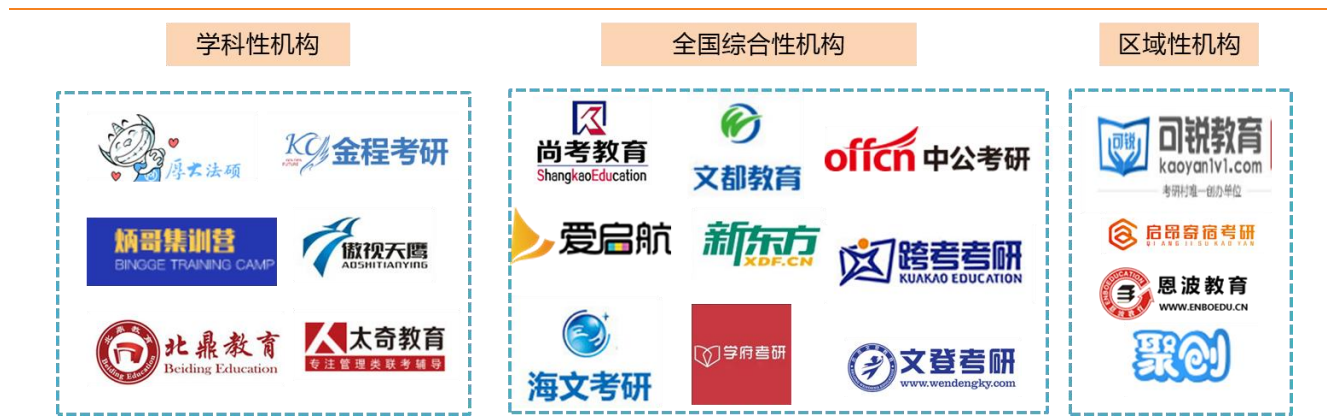 学科性机构
全国综合性机构
区域性机构
厚大法硕
KCY 金程考研
炳哥集训营
BINGGE TRAINING CAMP
傲视天鹰
AOSHITIANYING
北鼎教育
Beiding Education
太奇教育
专注管理类联考辅导
尚考教育
ShangkaoEducation
文都教育
offcn 中公考研
爱启航
新东方
XDF.CN
跨考考研
KUAKAO EDUCATION
海文考研
学府考研
文登考研
www.wendengky.com
可锐
可锐教育
kaoyan1v1.com
考研村唯一创办单位
启昂寄宿考研
QI ANG JI SU KAO YAN
恩波教育
WWW.ENBOEDU.CN
聚创